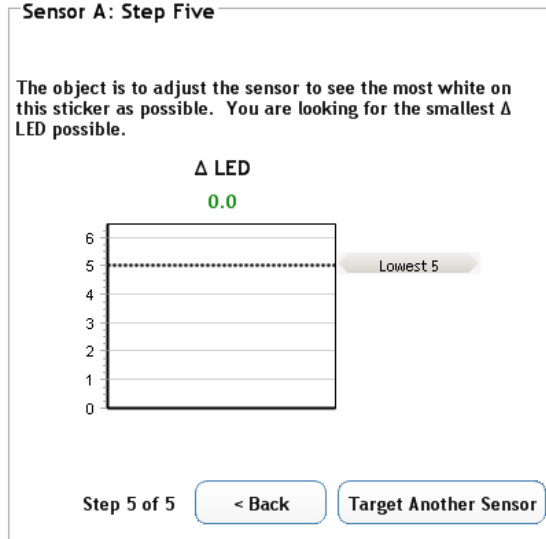 Sensor A: Step Five
The object is to adjust the sensor to see the most white on
this sticker as possible. You are looking for the smallest Δ
LED possible.
Δ LED
0.0
6
5
Lowest 5
4
3
2
1
0
Step 5 of 5
< Back
Target Another Sensor